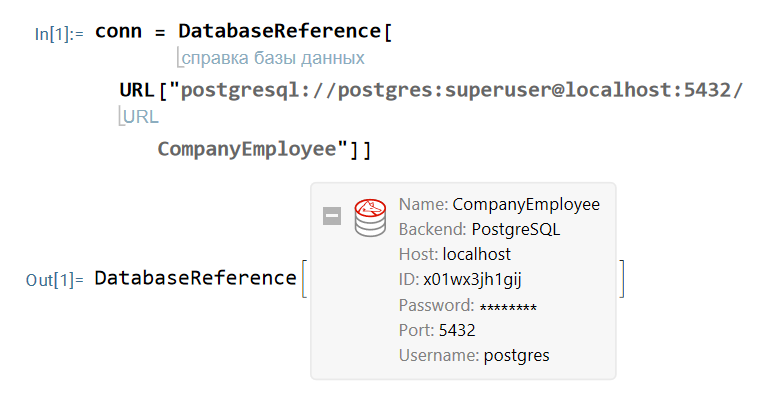 In[1]:= conn = DatabaseReference[
справка базы данных
URL["postgresql://postgres:superuser@localhost:5432/
URL
CompanyEmployee"]]
Name: CompanyEmployee
Backend: PostgreSQL
Host: localhost
Out[1]= DatabaseReference[ ID: x01wx3jh1gij ]
Password: ********
Port: 5432
Username: postgres